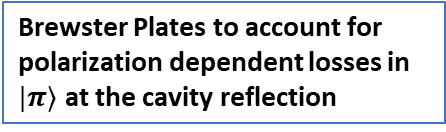 Brewster Plates to account for
polarization dependent losses in
|π⟩ at the cavity reflection